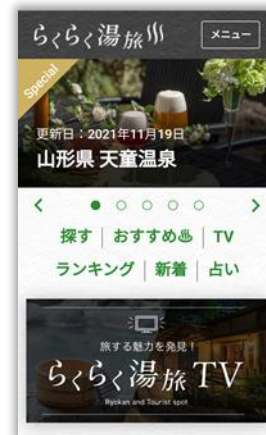 らくらく湯旅
メニュー
Special
更新日：2021年11月19日
山形県 天童温泉
探す｜おすすめ♨｜TV
ランキング｜新着｜占い
旅する魅力を発見！
らくらく湯旅TV
Ryokan and Tourist spot